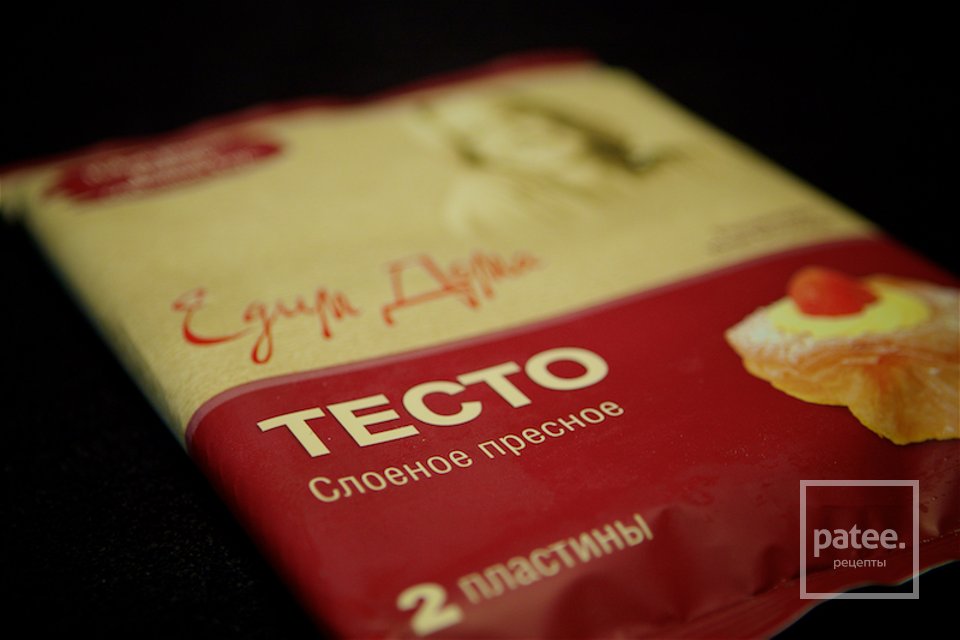 Едим Дома
ТЕСТО
Слоеное пресное
2 пластины
patee.
рецепты